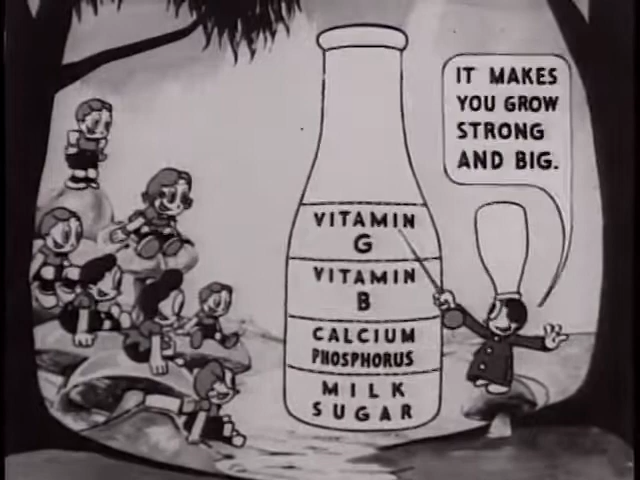 IT MAKES
YOU GROW
STRONG
AND BIG.
VITAMIN
G
VITAMIN
B
CALCIUM
PHOSPHORUS
MILK
SUGAR